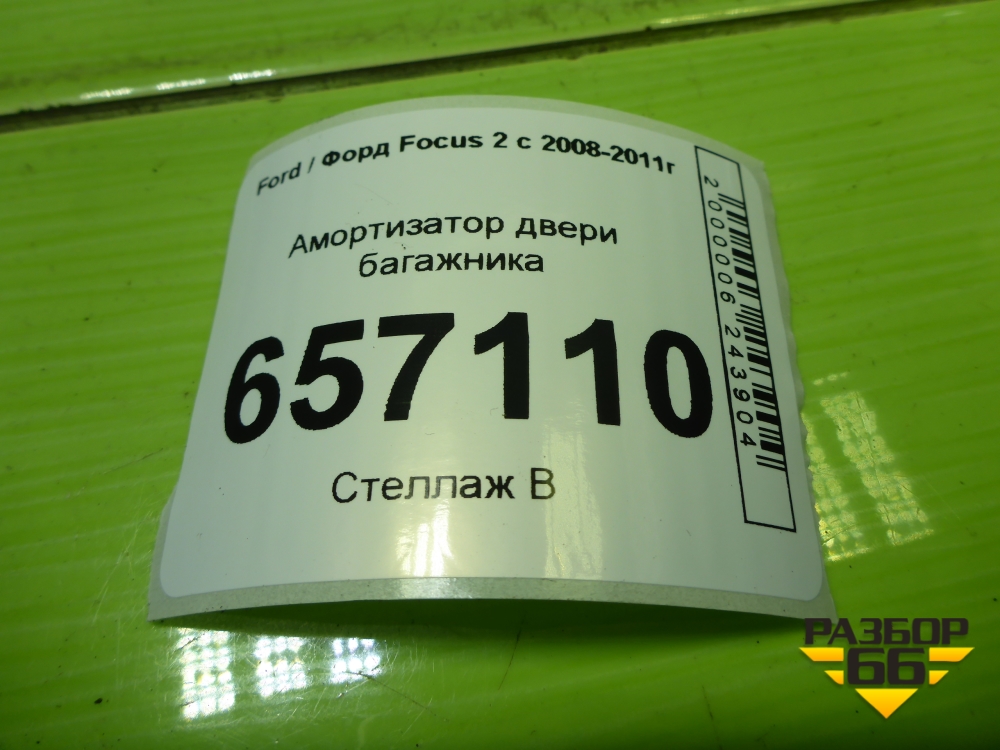 Ford / Форд Focus 2 с 2008-2011г
Амортизатор двери
багажника
657110
Стеллаж В
2000006243904
РАЗБОР
66